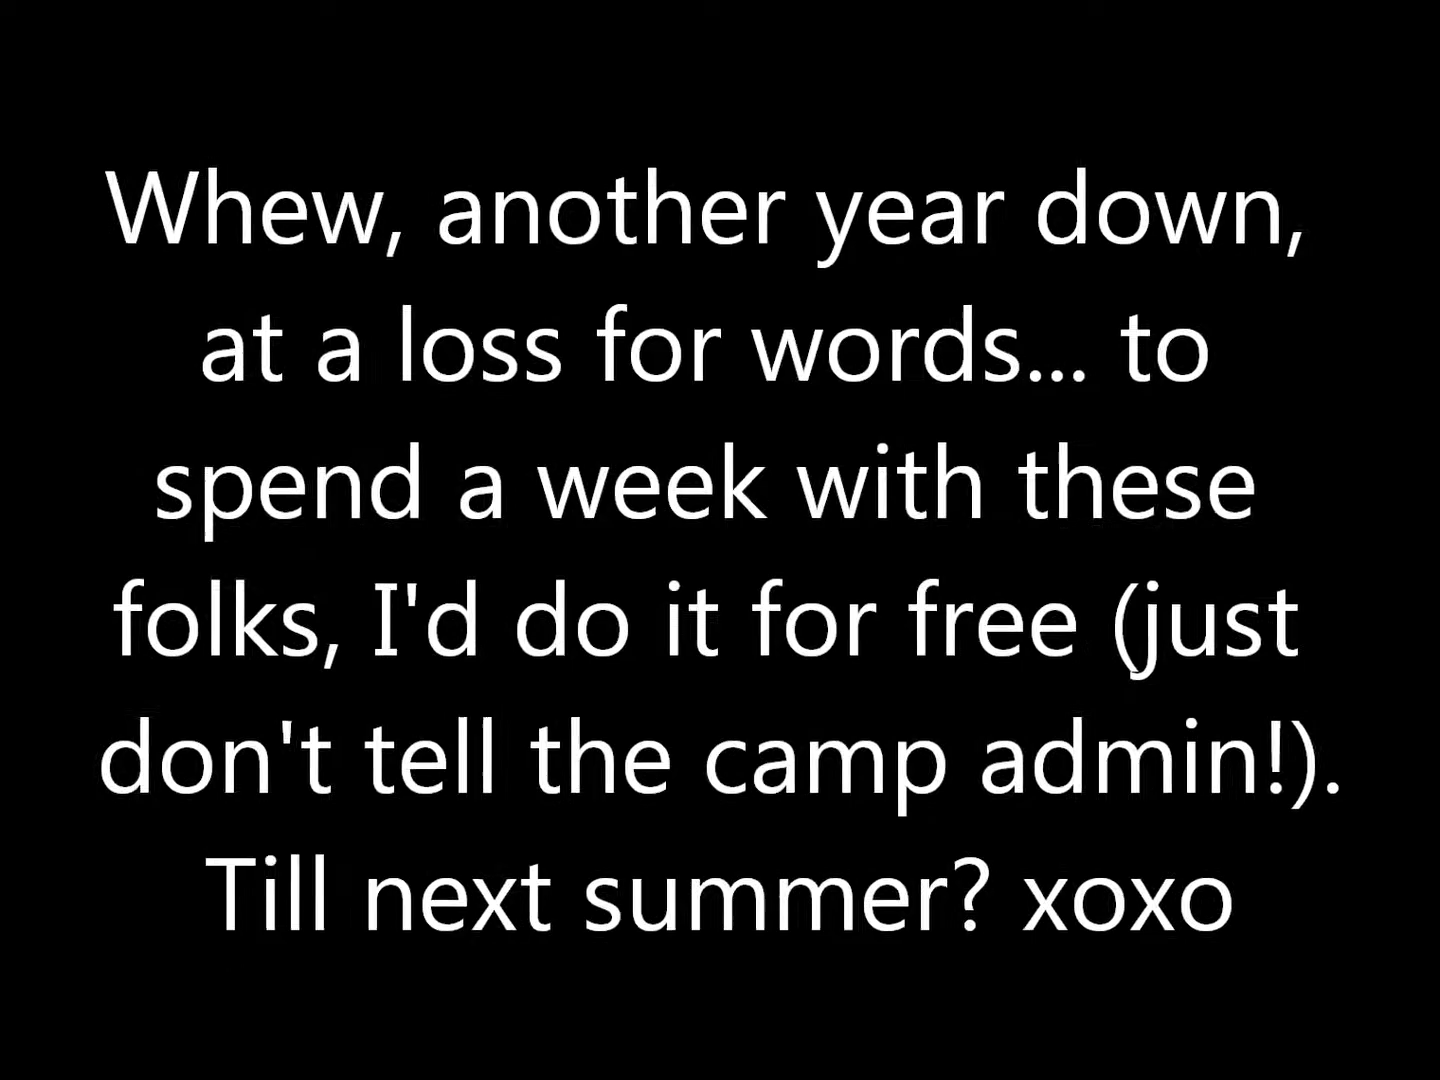 Whew, another year down,
at a loss for words... to
spend a week with these
folks, I'd do it for free (just
don't tell the camp admin!).
Till next summer? xoxo